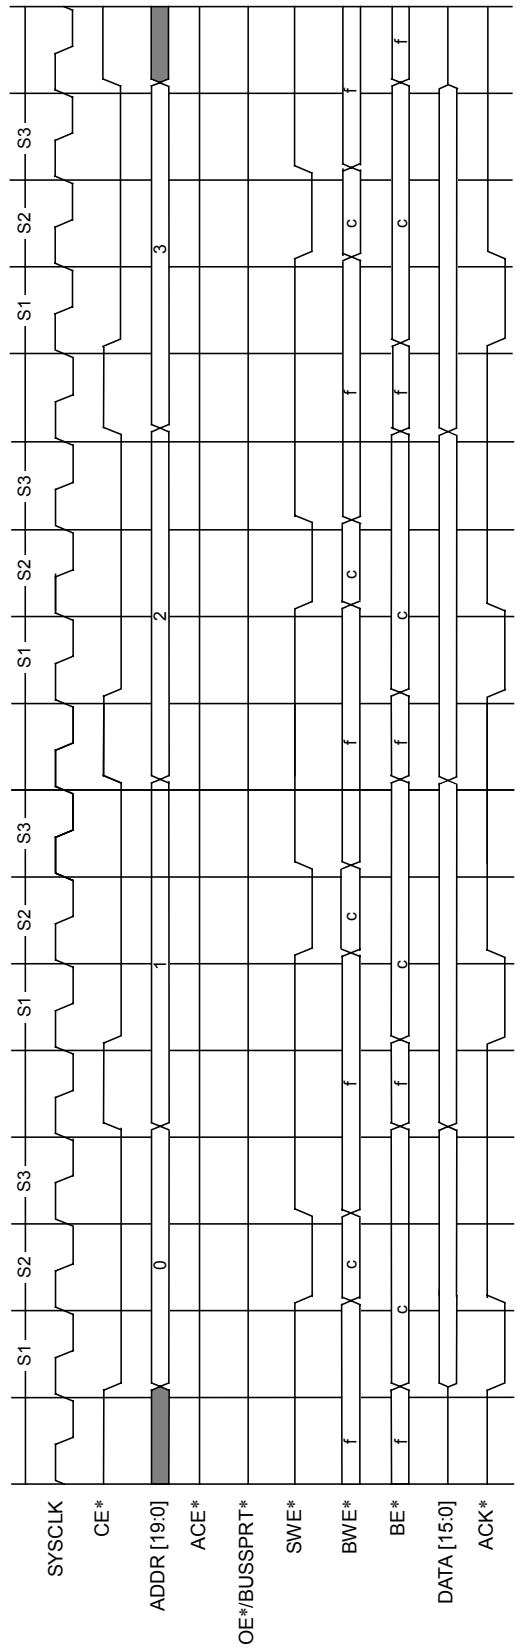 S1 S2 S3 S1 S2 S3 S1 S2 S3 S1 S2 S3
SYSCLK
CE*
ADDR [19:0] 0 1 2 3
ACE*
OE*/BUSSPRT*
SWE*
BWE* f c f c f c f c f
BE* f c f c f c f c f
DATA [15:0]
ACK*